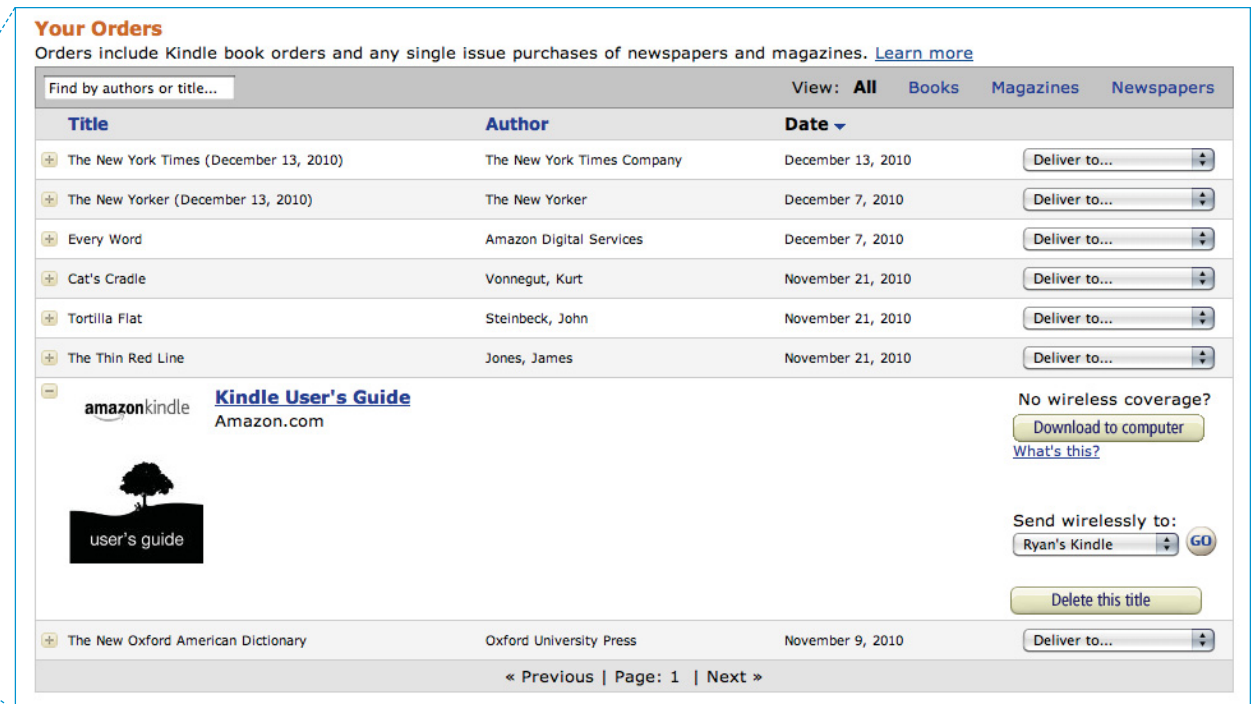 Your Orders
Orders include Kindle book orders and any single issue purchases of newspapers and magazines. Learn more
Find by authors or title... View: All Books Magazines Newspapers
Title Author Date
The New York Times (December 13, 2010) The New York Times Company December 13, 2010 Deliver to...
The New Yorker (December 13, 2010) The New Yorker December 7, 2010 Deliver to...
Every Word Amazon Digital Services December 7, 2010 Deliver to...
Cat's Cradle Vonnegut, Kurt November 21, 2010 Deliver to...
Tortilla Flat Steinbeck, John November 21, 2010 Deliver to...
The Thin Red Line Jones, James November 21, 2010 Deliver to...
amazonkindle Kindle User's Guide No wireless coverage?
Amazon.com Download to computer
What's this?
user's guide
Send wirelessly to:
Ryan's Kindle GO
Delete this title
The New Oxford American Dictionary Oxford University Press November 9, 2010 Deliver to...
« Previous | Page: 1 | Next »